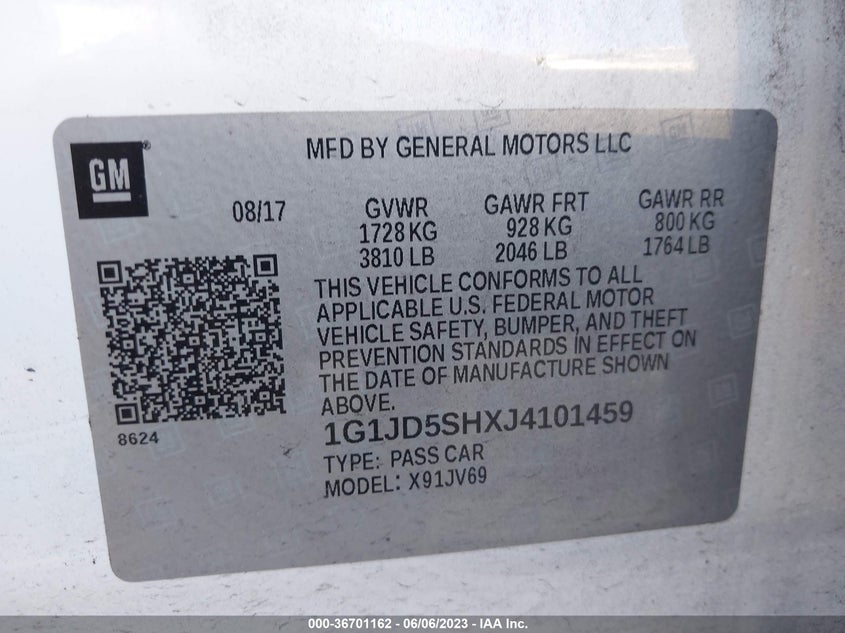 GM
MFD BY GENERAL MOTORS LLC
08/17
GVWR
1728 KG
3810 LB
GAWR FRT
928 KG
2046 LB
GAWR RR
800 KG
1764 LB
THIS VEHICLE CONFORMS TO ALL
APPLICABLE U.S. FEDERAL MOTOR
VEHICLE SAFETY, BUMPER, AND THEFT
PREVENTION STANDARDS IN EFFECT ON
THE DATE OF MANUFACTURE SHOWN
ABOVE.
8624
1G1JD5SHXJ4101459
TYPE: PASS CAR
MODEL: X91JV69
000-36701162 - 06/06/2023 - IAA Inc.